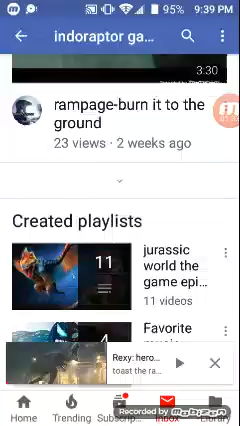 95% 9:39 PM
indoraptor ga...
3:30
rampage-burn it to the
ground
23 views · 2 weeks ago
Created playlists
11
jurassic
world the
game epi...
11 videos
Favorite
4
Rexy: hero...
toast the ra...
Home
Trending
Subscrip...
Inbox
Library
Recorded by Mobizen